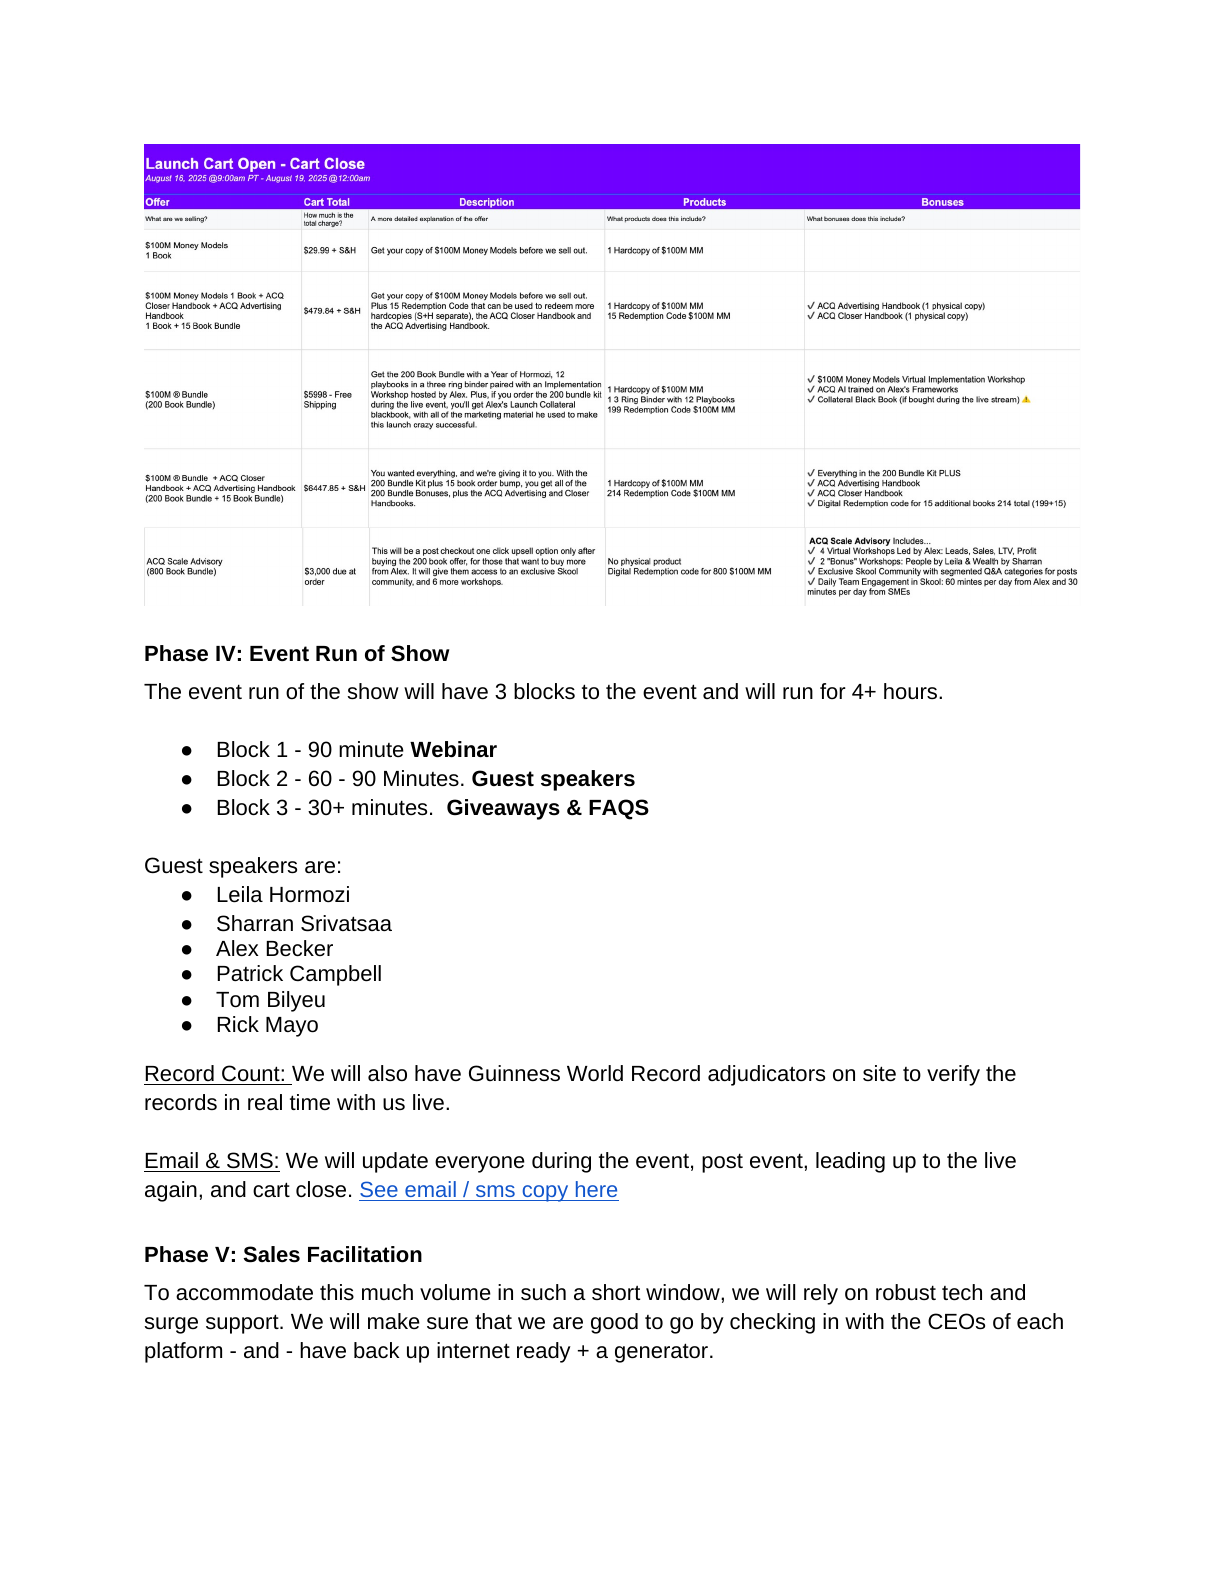 Launch Cart Open - Cart Close
August 16, 2025 @9:00am PT - August 19, 2025 @12:00am
Offer Cart Total Description Products Bonuses
What are we selling? How much is the total charge? A more detailed explanation of the offer What products does this include? What bonuses does this include?
$100M Money Models
1 Book
$29.99 + S&H
Get your copy of $100M Money Models before we sell out.
1 Hardcopy of $100M MM
$100M Money Models 1 Book + ACQ
Closer Handbook + ACQ Advertising
Handbook
1 Book + 15 Book Bundle
$479.84 + S&H
Get your copy of $100M Money Models before we sell out.
Plus 15 Redemption Code that can be used to redeem more
hardcopies (S+H separate), the ACQ Closer Handbook and
the ACQ Advertising Handbook.
1 Hardcopy of $100M MM
15 Redemption Code $100M MM
✓ ACQ Advertising Handbook (1 physical copy)
✓ ACQ Closer Handbook (1 physical copy)
$100M ® Bundle
(200 Book Bundle)
$5998 - Free
Shipping
Get the 200 Book Bundle with a Year of Hormozi, 12
playbooks in a three ring binder paired with an Implementation
Workshop hosted by Alex. Plus, if you order the 200 bundle kit
during the live event, you'll get Alex's Launch Collateral
blackbook, with all of the marketing material he used to make
this launch crazy successful.
1 Hardcopy of $100M MM
1 3 Ring Binder with 12 Playbooks
199 Redemption Code $100M MM
✓ $100M Money Models Virtual Implementation Workshop
✓ ACQ AI trained on Alex's Frameworks
✓ Collateral Black Book (if bought during the live stream) ⚠️
$100M ® Bundle + ACQ Closer
Handbook + ACQ Advertising Handbook
(200 Book Bundle + 15 Book Bundle)
$6447.85 + S&H
You wanted everything, and we're giving it to you. With the
200 Bundle Kit plus 15 book order bump, you get all of the
200 Bundle Bonuses, plus the ACQ Advertising and Closer
Handbooks.
1 Hardcopy of $100M MM
214 Redemption Code $100M MM
✓ Everything in the 200 Bundle Kit PLUS
✓ ACQ Advertising Handbook
✓ ACQ Closer Handbook
✓ Digital Redemption code for 15 additional books 214 total (199+15)
ACQ Scale Advisory
(800 Book Bundle)
$3,000 due at
order
This will be a post checkout one click upsell option only after
buying the 200 book offer, for those that want to buy more
from Alex. It will give them access to an exclusive Skool
community, and 6 more workshops.
No physical product
Digital Redemption code for 800 $100M MM
ACQ Scale Advisory Includes...
✓ 4 Virtual Workshops Led by Alex: Leads, Sales, LTV, Profit
✓ 2 "Bonus" Workshops: People by Leila & Wealth by Sharran
✓ Exclusive Skool Community with segmented Q&A categories for posts
✓ Daily Team Engagement in Skool: 60 mintes per day from Alex and 30
minutes per day from SMEs
Phase IV: Event Run of Show
The event run of the show will have 3 blocks to the event and will run for 4+ hours.
● Block 1 - 90 minute Webinar
● Block 2 - 60 - 90 Minutes. Guest speakers
● Block 3 - 30+ minutes. Giveaways & FAQS
Guest speakers are:
● Leila Hormozi
● Sharran Srivatsaa
● Alex Becker
● Patrick Campbell
● Tom Bilyeu
● Rick Mayo
Record Count: We will also have Guinness World Record adjudicators on site to verify the
records in real time with us live.
Email & SMS: We will update everyone during the event, post event, leading up to the live
again, and cart close. See email / sms copy here
Phase V: Sales Facilitation
To accommodate this much volume in such a short window, we will rely on robust tech and
surge support. We will make sure that we are good to go by checking in with the CEOs of each
platform - and - have back up internet ready + a generator.